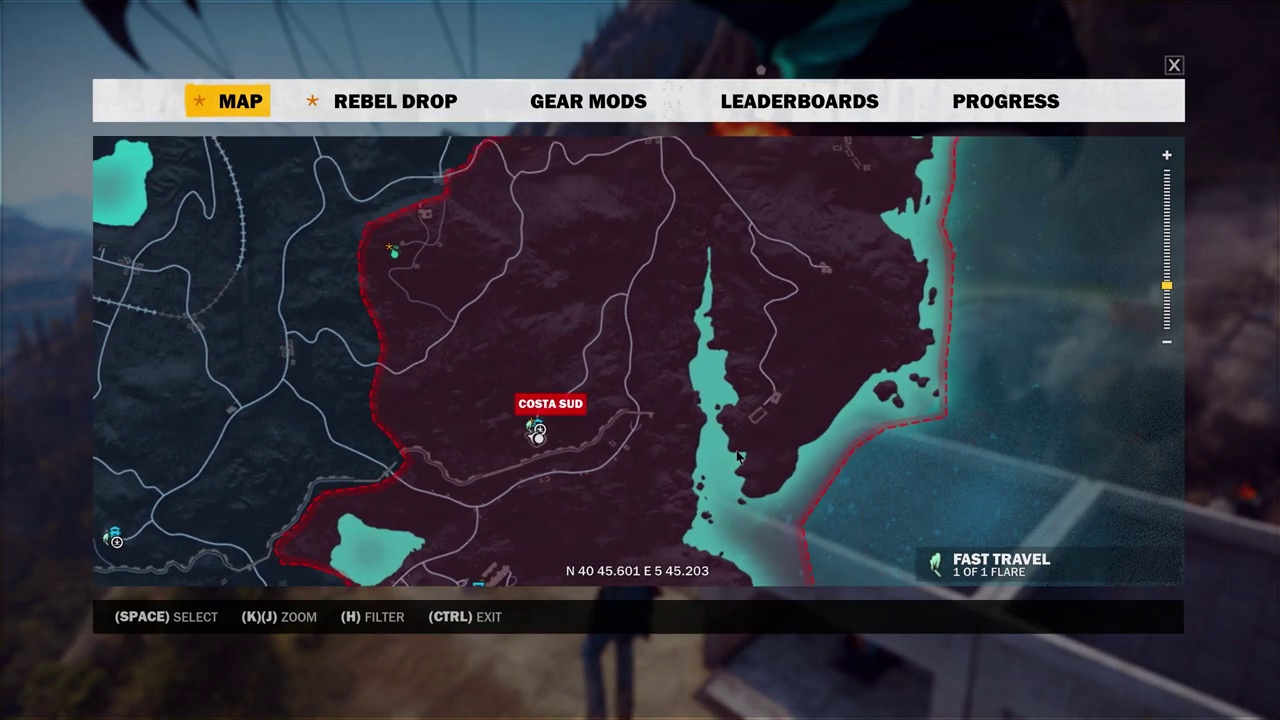 X
MAP REBEL DROP GEAR MODS LEADERBOARDS PROGRESS
+
COSTA SUD
-
N 40 45.601 E 5 45.203
FAST TRAVEL
1 OF 1 FLARE
(SPACE) SELECT (K)(J) ZOOM (H) FILTER (CTRL) EXIT